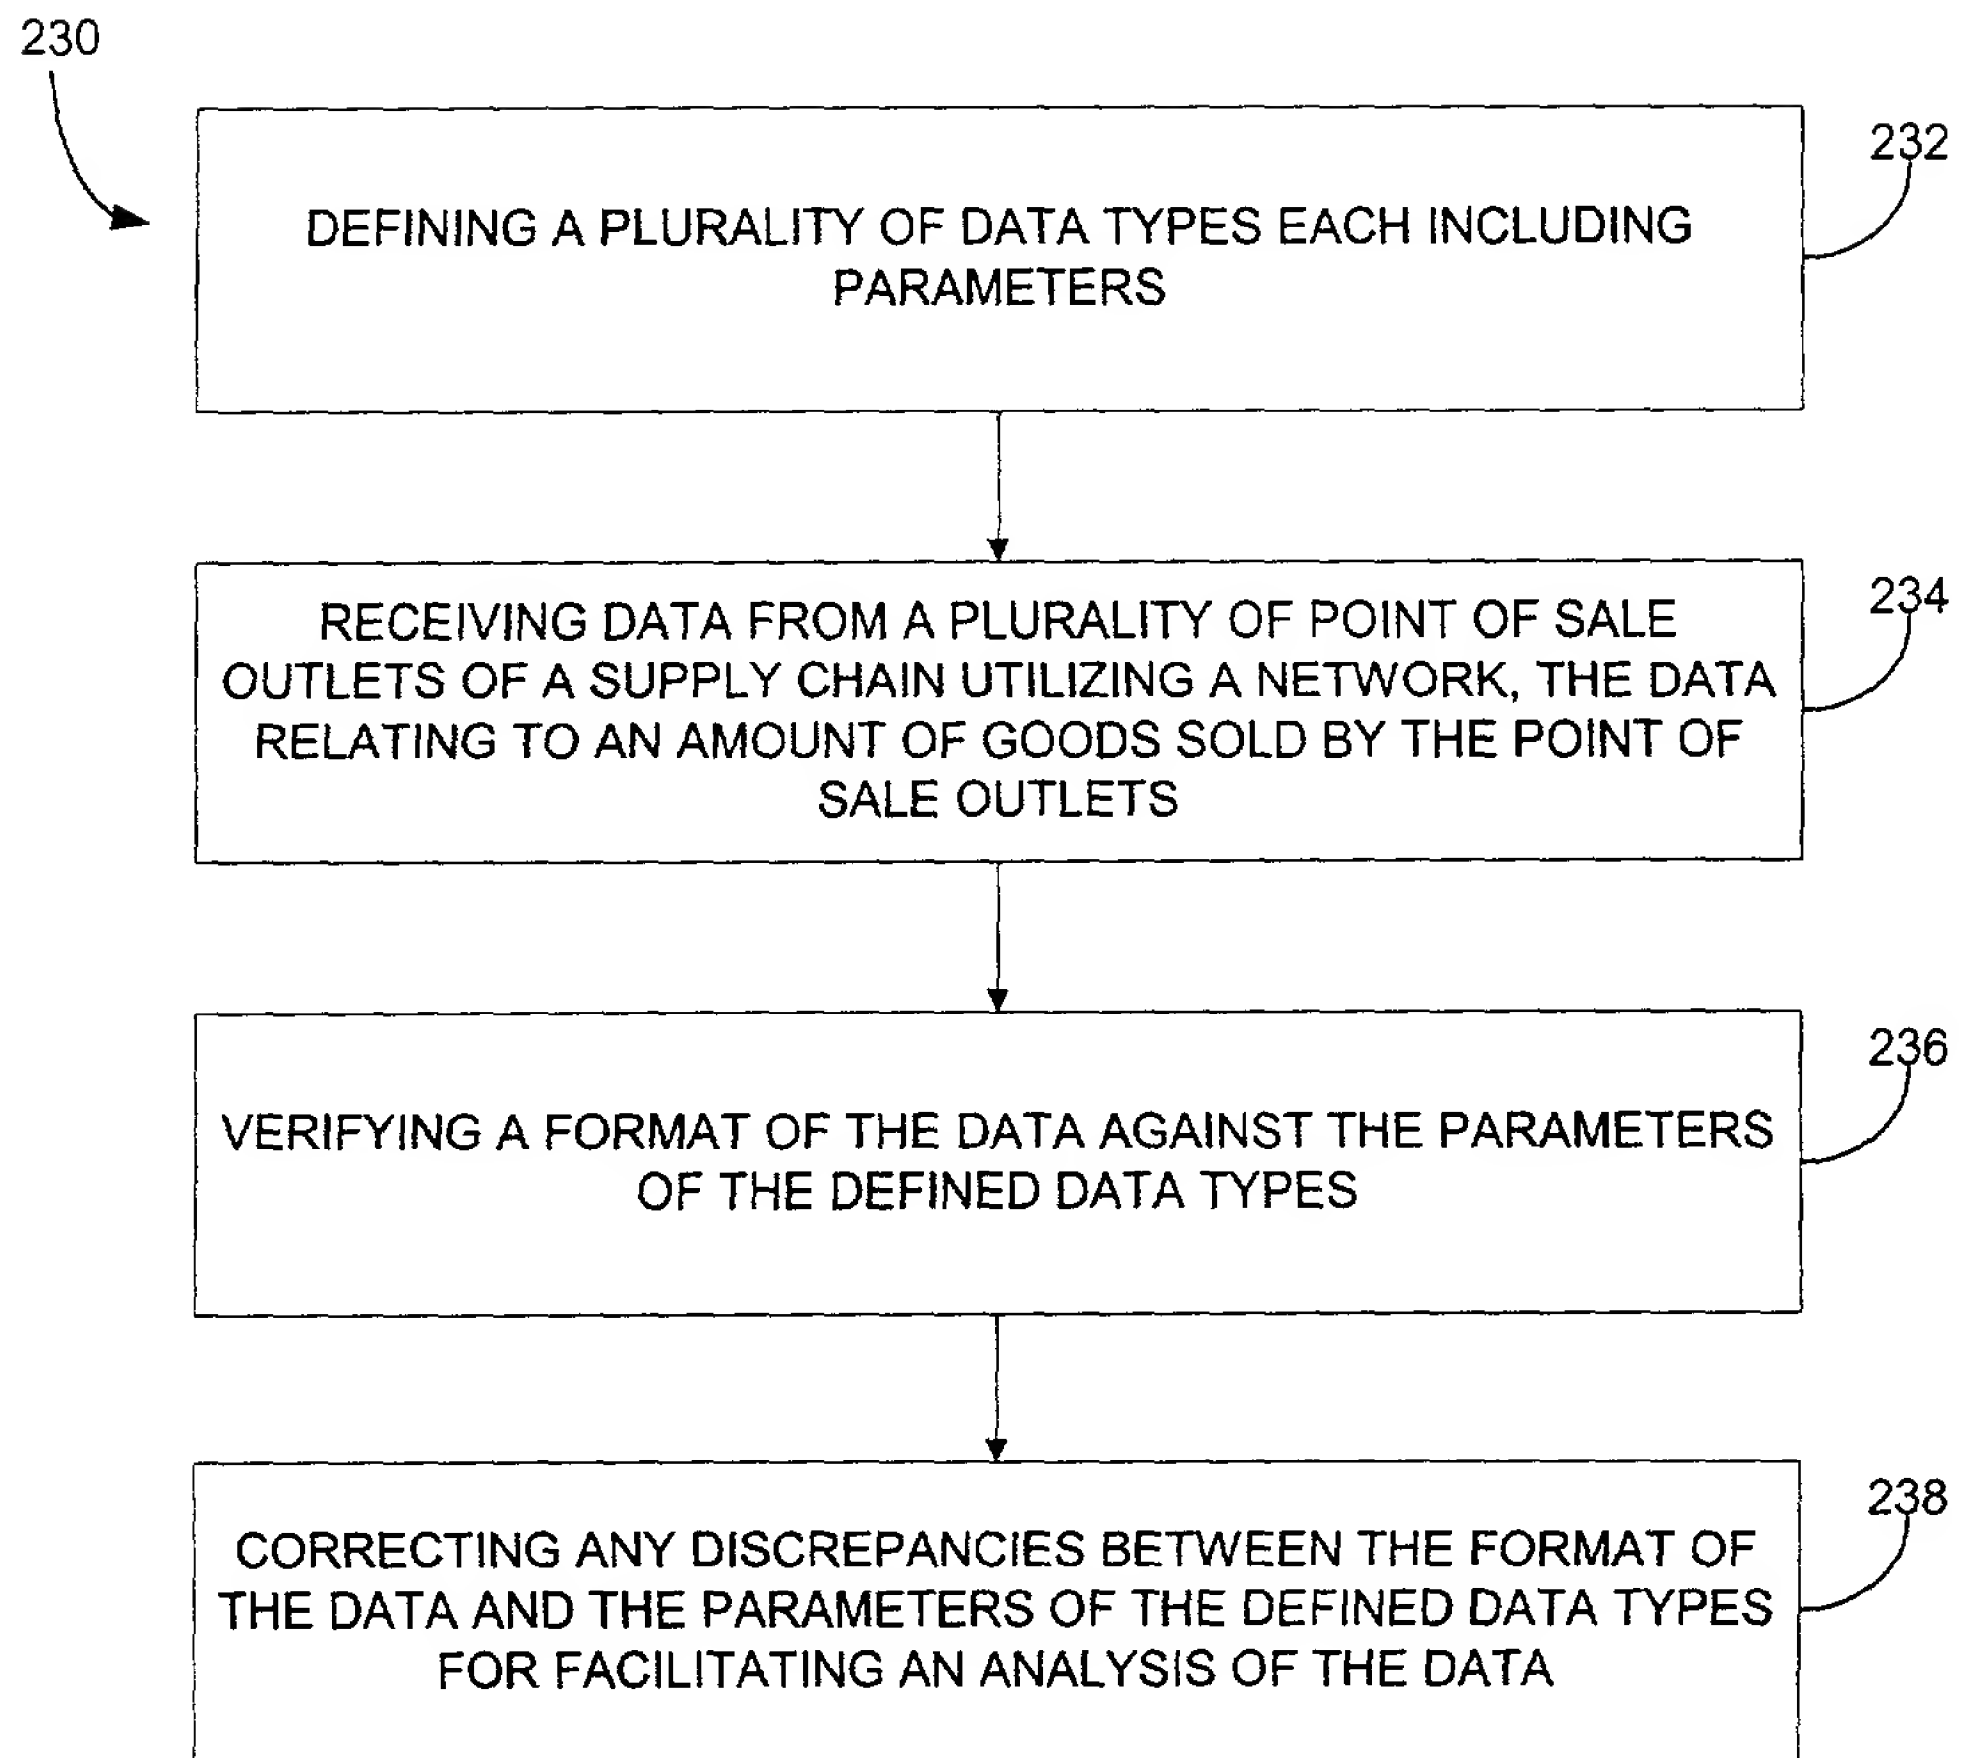 230
232
DEFINING A PLURALITY OF DATA TYPES EACH INCLUDING
PARAMETERS
234
RECEIVING DATA FROM A PLURALITY OF POINT OF SALE
OUTLETS OF A SUPPLY CHAIN UTILIZING A NETWORK, THE DATA
RELATING TO AN AMOUNT OF GOODS SOLD BY THE POINT OF
SALE OUTLETS
236
VERIFYING A FORMAT OF THE DATA AGAINST THE PARAMETERS
OF THE DEFINED DATA TYPES
238
CORRECTING ANY DISCREPANCIES BETWEEN THE FORMAT OF
THE DATA AND THE PARAMETERS OF THE DEFINED DATA TYPES
FOR FACILITATING AN ANALYSIS OF THE DATA